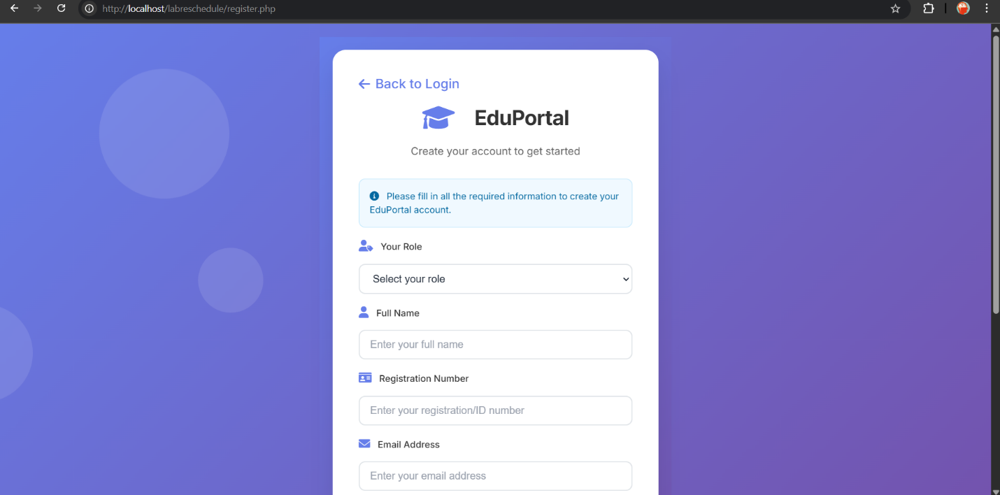 http://localhost/labreschedule/register.php
Back to Login
EduPortal
Create your account to get started
Please fill in all the required information to create your
EduPortal account.
Your Role
Select your role
Full Name
Enter your full name
Registration Number
Enter your registration/ID number
Email Address
Enter your email address